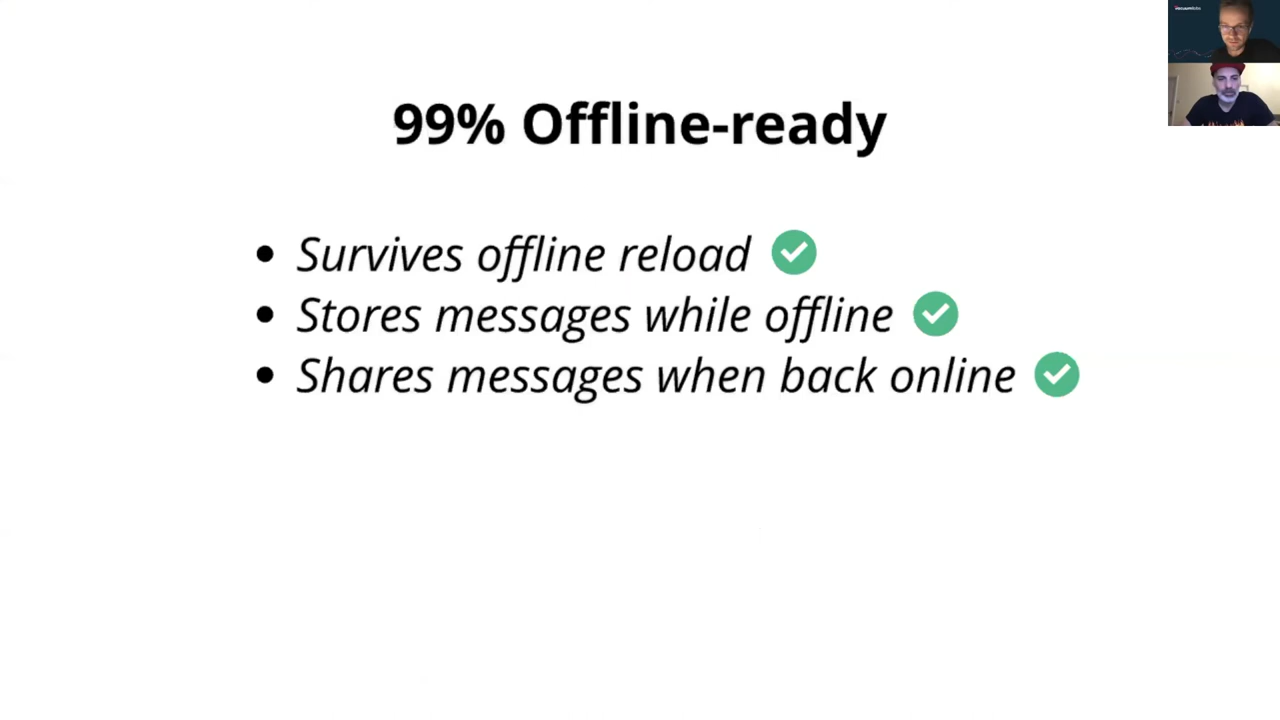 99% Offline-ready
Survives offline reload
Stores messages while offline
Shares messages when back online